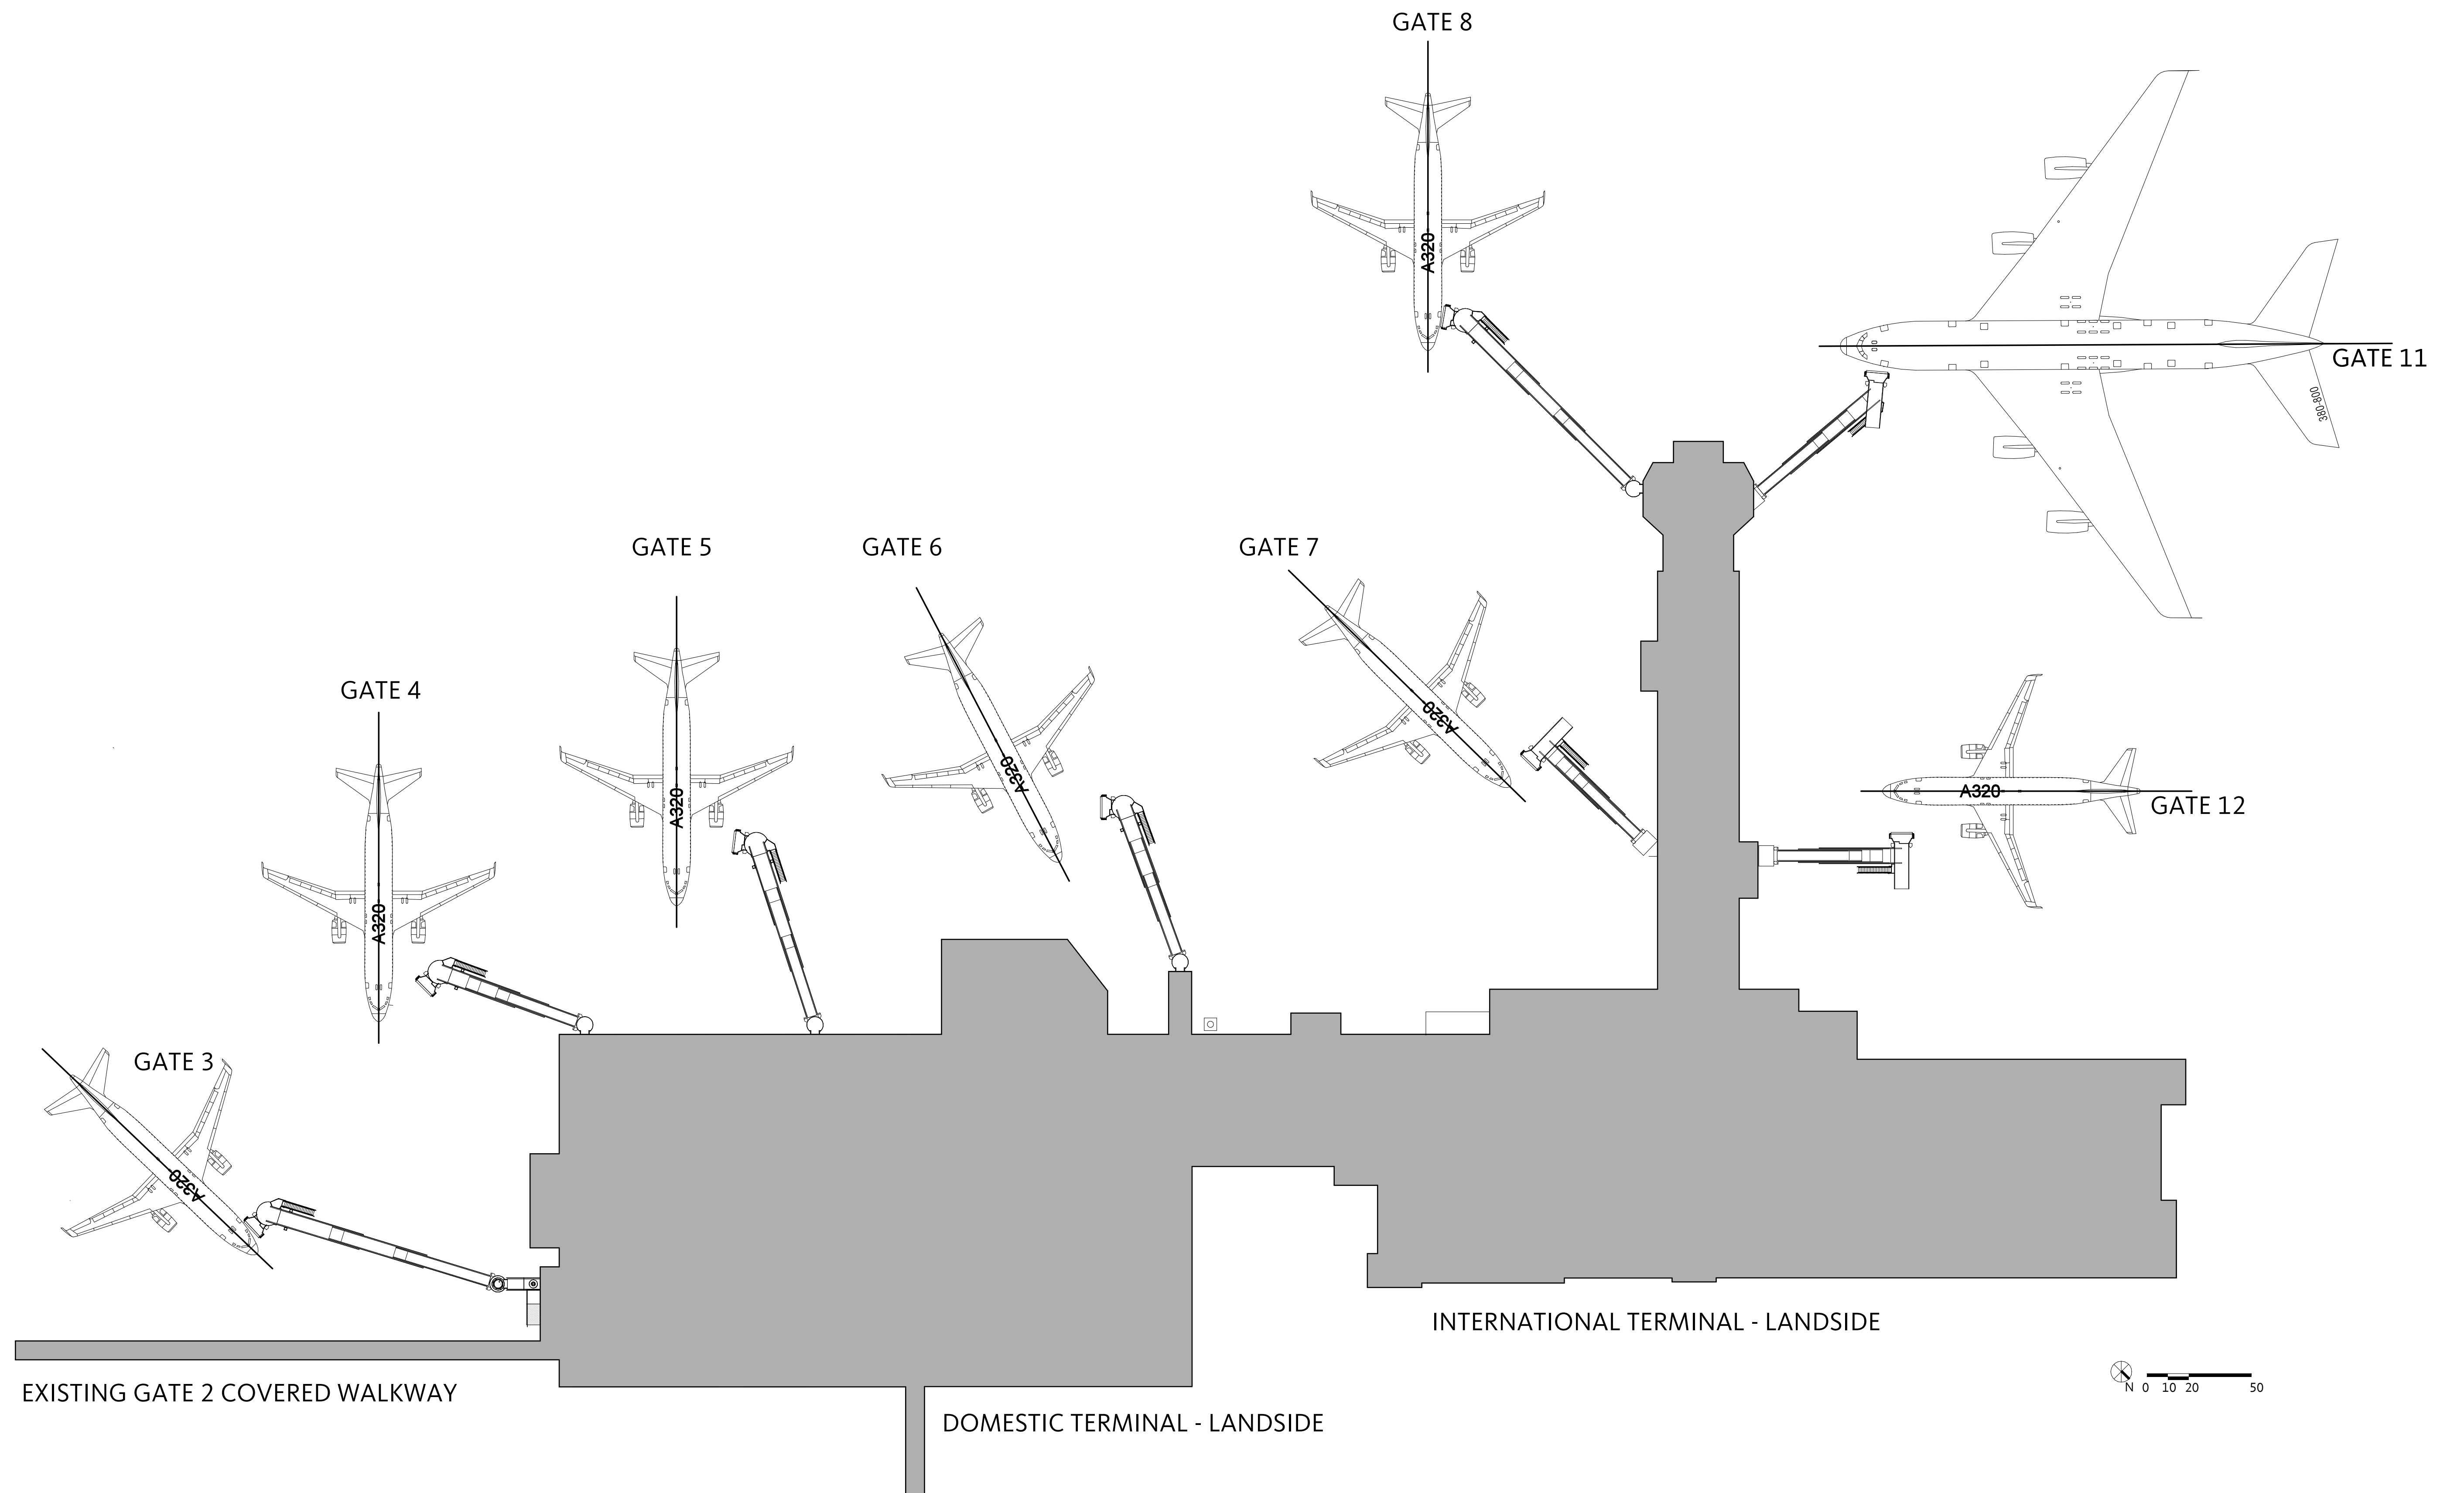 GATE 8
GATE 11
380-800
A320
GATE 5
GATE 6
GATE 7
GATE 4
A320
A320
A320
A320
GATE 12
A320
GATE 3
A320
INTERNATIONAL TERMINAL - LANDSIDE
EXISTING GATE 2 COVERED WALKWAY
N 0 10 20 50
DOMESTIC TERMINAL - LANDSIDE